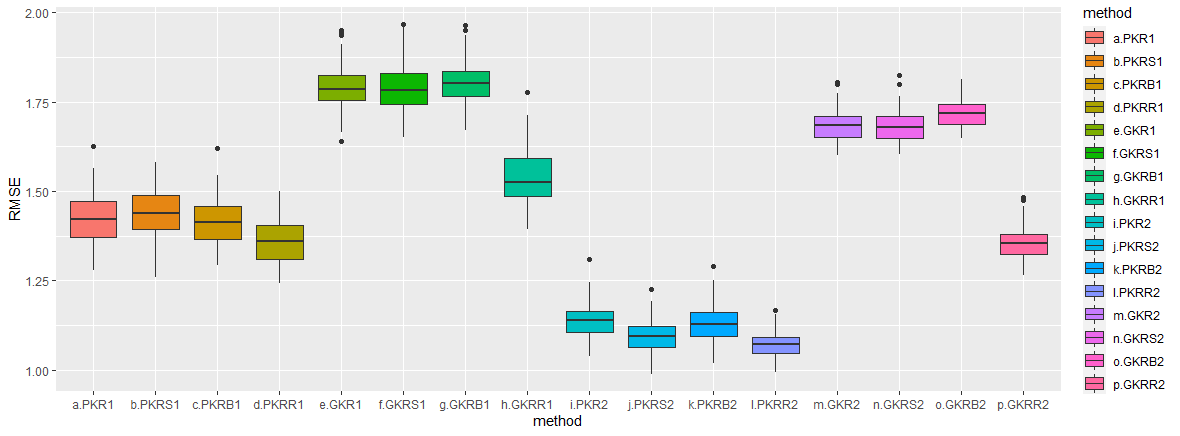 2.00
1.75
1.50
1.25
1.00
RMSE
a.PKR1 b.PKRS1 c.PKRB1 d.PKRR1 e.GKR1 f.GKRS1 g.GKRB1 h.GKRR1 i.PKR2 j.PKRS2 k.PKRB2 l.PKRR2 m.GKR2 n.GKRS2 o.GKRB2 p.GKRR2
method
method
a.PKR1
b.PKRS1
c.PKRB1
d.PKRR1
e.GKR1
f.GKRS1
g.GKRB1
h.GKRR1
i.PKR2
j.PKRS2
k.PKRB2
l.PKRR2
m.GKR2
n.GKRS2
o.GKRB2
p.GKRR2